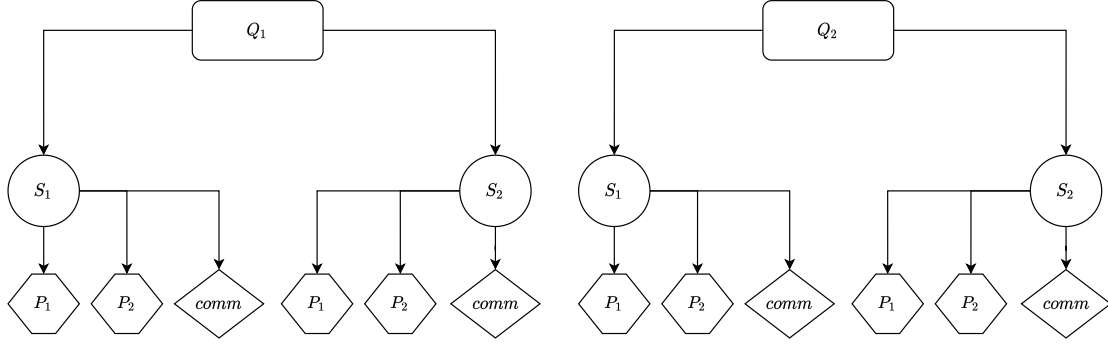 Q₁ Q₂
S₁ S₂ S₁ S₂
P₁ P₂ comm P₁ P₂ comm P₁ P₂ comm P₁ P₂ comm